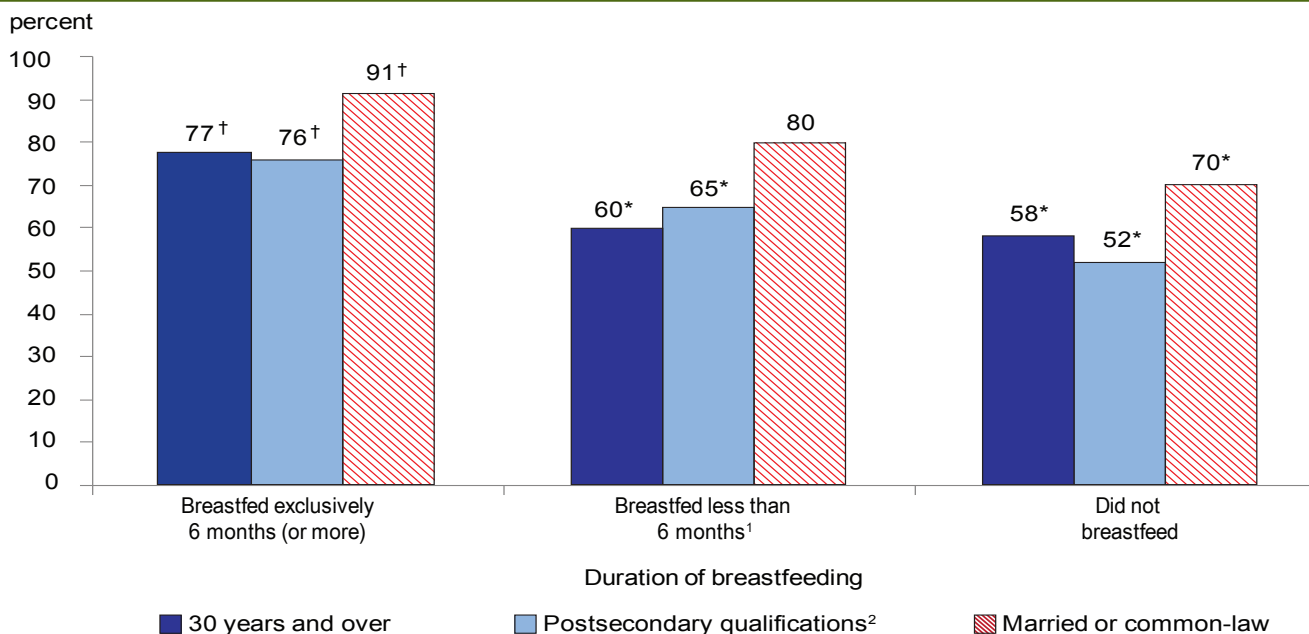 percent
100
90
80
70
60
50
40
30
20
10
0
77†
76†
91†
60*
65*
80
58*
52*
70*
Breastfed exclusively
6 months (or more)
Breastfed less than
6 months¹
Did not
breastfeed
Duration of breastfeeding
30 years and over
Postsecondary qualifications²
Married or common-law